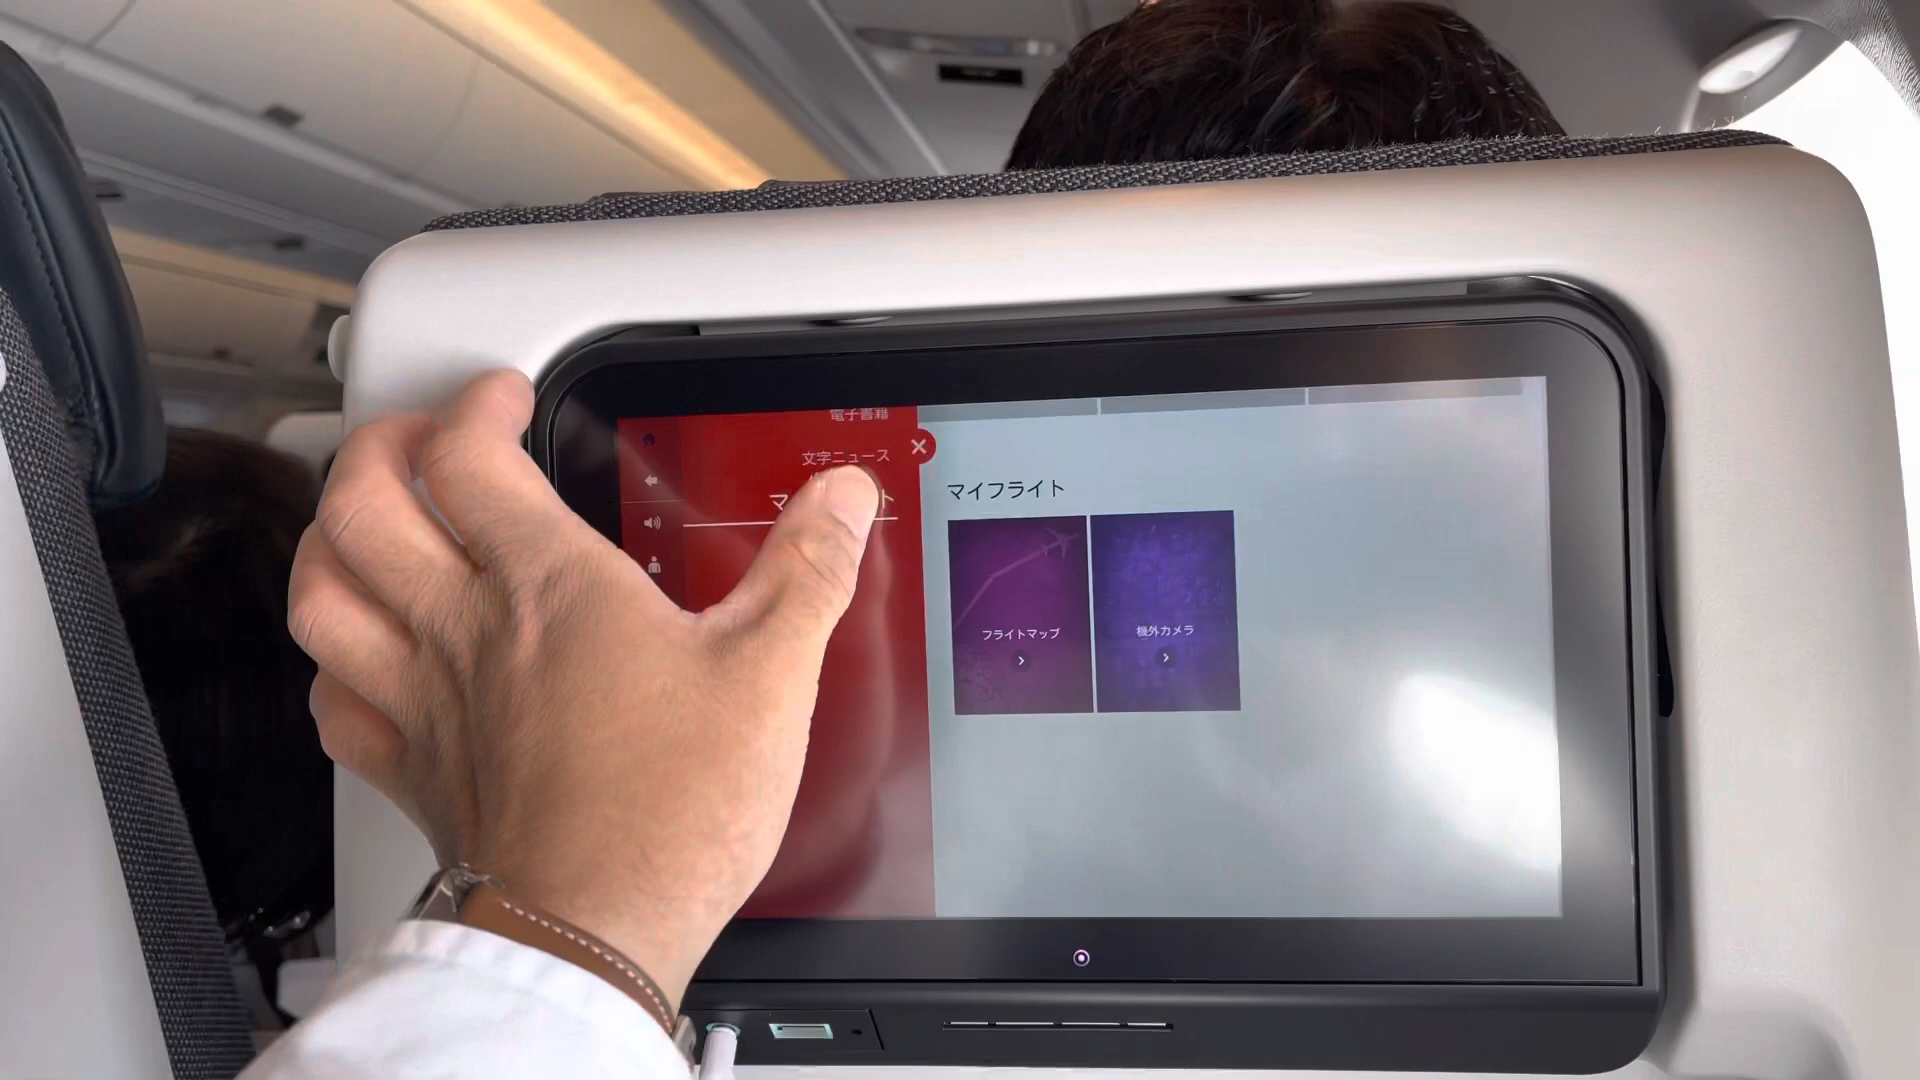 電子書籍
文字ニュース
マイフライト
フライトマップ
機外カメラ